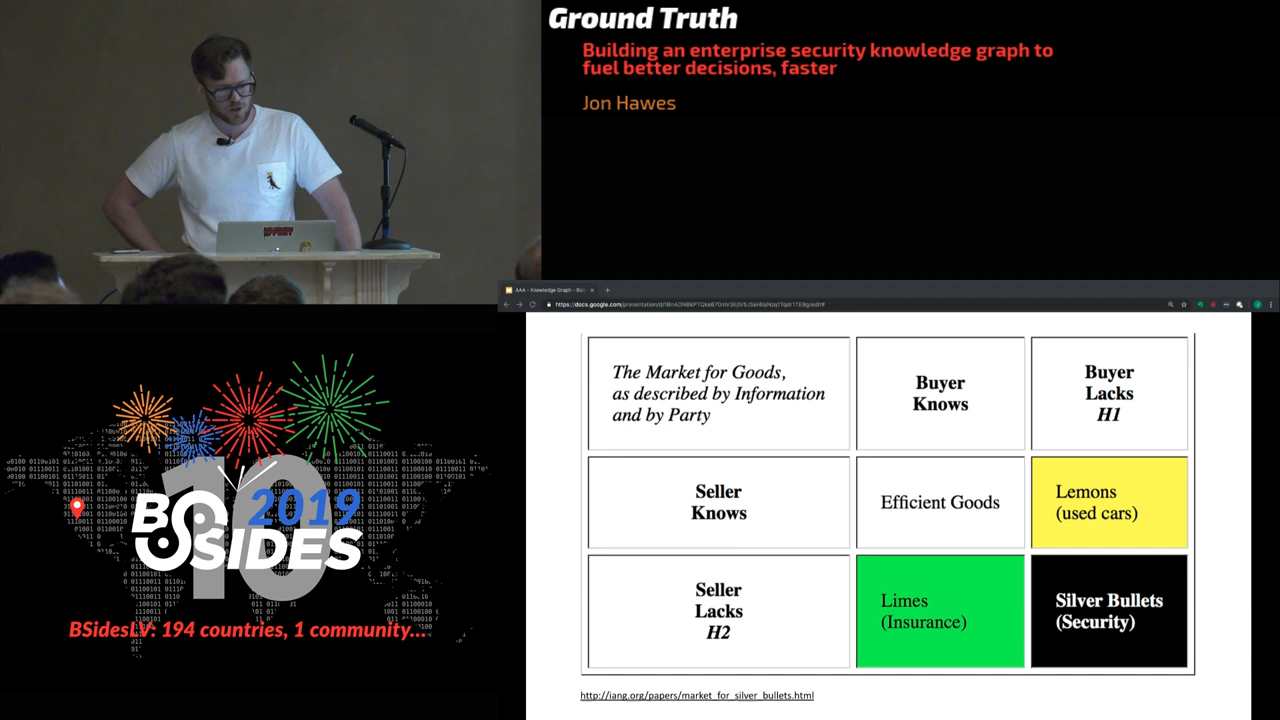 Ground Truth
Building an enterprise security knowledge graph to
fuel better decisions, faster
Jon Hawes
The Market for Goods,
as described by Information
and by Party
Buyer
Knows
Buyer
Lacks
H1
Seller
Knows
Efficient Goods
Lemons
(used cars)
Seller
Lacks
H2
Limes
(Insurance)
Silver Bullets
(Security)
http://iang.org/papers/market_for_silver_bullets.html
10
BSIDES
2019
BSidesLV: 194 countries, 1 community...